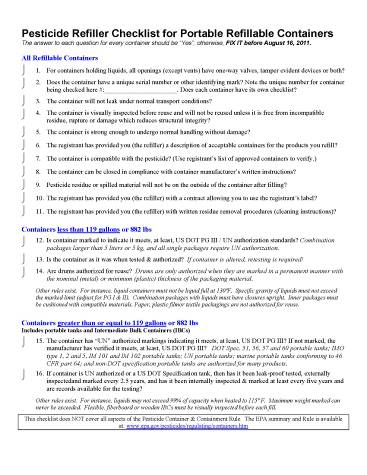 Pesticide Refiller Checklist for Portable Refillable Containers
The answer to each question for every container should be "Yes", otherwise, FIX IT before August 16, 2011.
All Refillable Containers
1. For containers holding liquids, all openings (except vents) have one-way valves, tamper evident devices or both?
2. Does the container have a unique serial number or other identifying mark? Note the unique number for container
being checked here #:____________________. Does each container have its own checklist?
3. The container will not leak under normal transport conditions?
4. The container is visually inspected before reuse and will not be reused unless it is free from incompatible
residue, rupture or damage which reduces structural integrity?
5. The container is strong enough to undergo normal handling without damage?
6. The registrant has provided you (the refiller) a description of acceptable containers for the products you refill?
7. The container is compatible with the pesticide? (Use registrant's list of approved containers to verify.)
8. The container can be closed in compliance with container manufacturer's written instructions?
9. Pesticide residue or spilled material will not be on the outside of the container after filling?
10. The registrant has provided you (the refiller) with a contract allowing you to use the registrant's label?
11. The registrant has provided you (the refiller) with written residue removal procedures (cleaning instructions)?
Containers less than 119 gallons or 882 lbs
12. Is container marked to indicate it meets, at least, US DOT PG III / UN authorization standards? Combination
packages larger than 5 liters or 5 kg, and all single packages require UN authorization.
13. Is the container as it was when tested & authorized? If container is altered, retesting is required!
14. Are drums authorized for reuse? Drums are only authorized when they are marked in a permanent manner with
the nominal (metal) or minimum (plastic) thickness of the packaging material.
Other rules exist. For instance, liquid containers must not be liquid full at 130°F. Specific gravity of liquids must not exceed
the marked limit (adjust for PG I & II). Combination packages with liquids must have closures upright. Inner packages must
be cushioned with compatible materials. Paper, plastic film or textile packagings are not authorized for reuse.
Containers greater than or equal to 119 gallons or 882 lbs
Includes portable tanks and Intermediate Bulk Containers (IBCs)
15. The container has "UN" authorized markings indicating it meets, at least, US DOT PG III? If not marked, the
manufacturer has verified it meets, at least, US DOT PG III? DOT Spec. 51, 56, 57 and 60 portable tanks; IMO
type 1, 2 and 5, IM 101 and IM 102 portable tanks; UN portable tanks; marine portable tanks conforming to 46
CFR part 64; and non-DOT specification portable tanks are authorized for many products.
16. If container is UN authorized or a US DOT Specification tank, then has it been leak-proof tested, externally
inspected and every 2.5 years, and has it been internally inspected & marked at least every five years and
are records available for the testing?
Other rules exist. For instance, liquids may not exceed 99% of capacity when heated to 115°F. Maximum weight marked can
never be exceeded. Flexible, fiberboard or wooden IBCs must be visually inspected before each fill.
This checklist does NOT cover all aspects of the Pesticide Container & Containment Rule. The EPA summary and Rule is available
at: www.epa.gov/pesticides/regulating/containers.htm